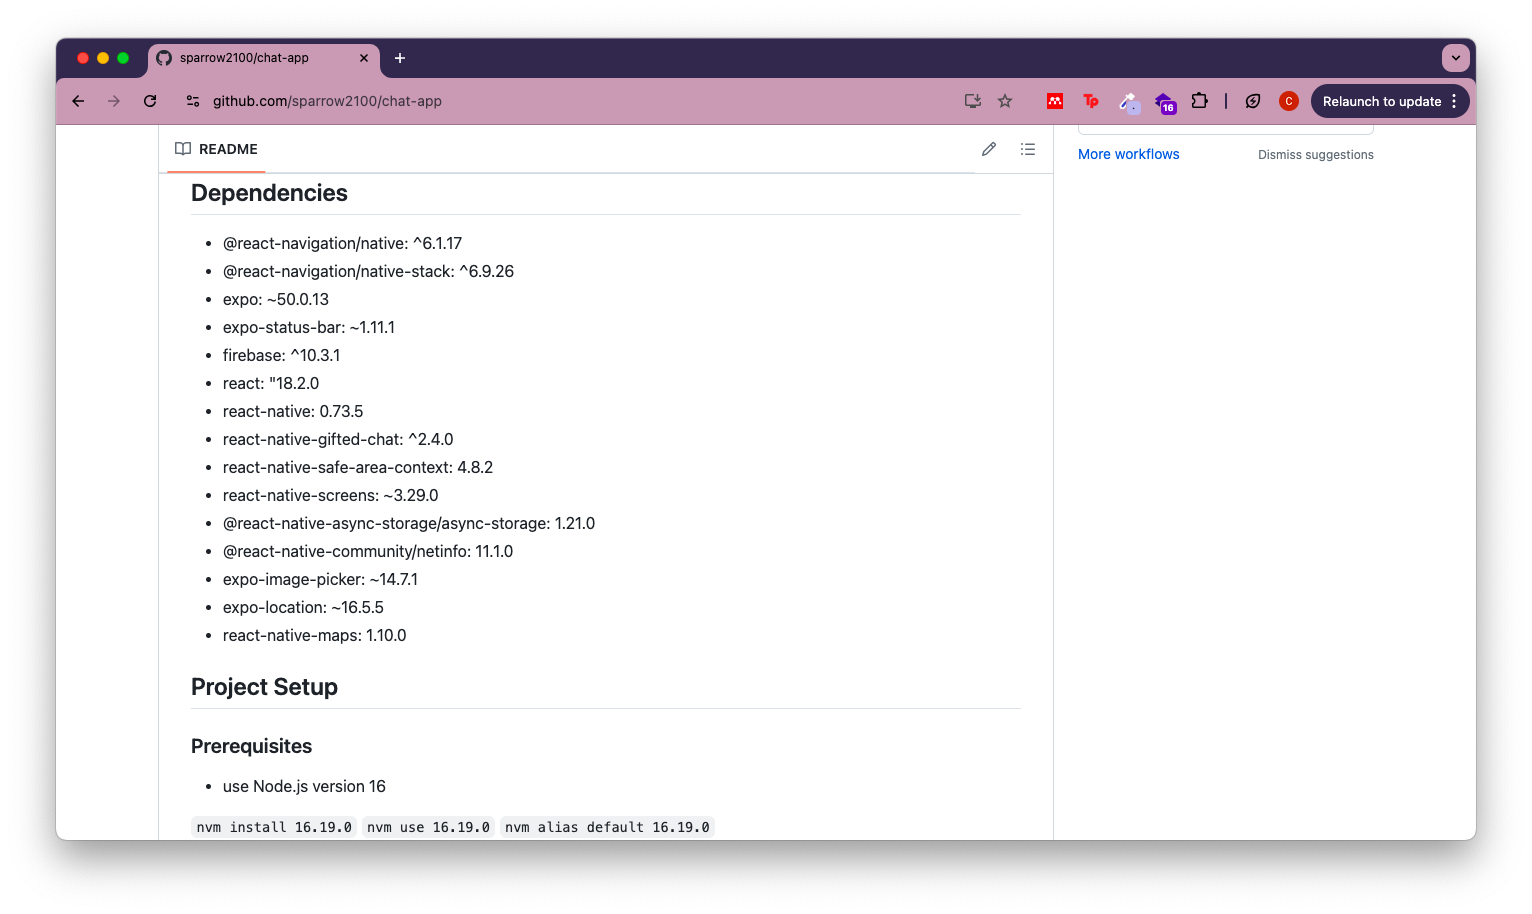 sparrow2100/chat-app
github.com/sparrow2100/chat-app
Tp
16
C
Relaunch to update
README
More workflows
Dismiss suggestions
Dependencies
@react-navigation/native: ^6.1.17
@react-navigation/native-stack: ^6.9.26
expo: ~50.0.13
expo-status-bar: ~1.11.1
firebase: ^10.3.1
react: "18.2.0
react-native: 0.73.5
react-native-gifted-chat: ^2.4.0
react-native-safe-area-context: 4.8.2
react-native-screens: ~3.29.0
@react-native-async-storage/async-storage: 1.21.0
@react-native-community/netinfo: 11.1.0
expo-image-picker: ~14.7.1
expo-location: ~16.5.5
react-native-maps: 1.10.0
Project Setup
Prerequisites
use Node.js version 16
nvm install 16.19.0 nvm use 16.19.0 nvm alias default 16.19.0